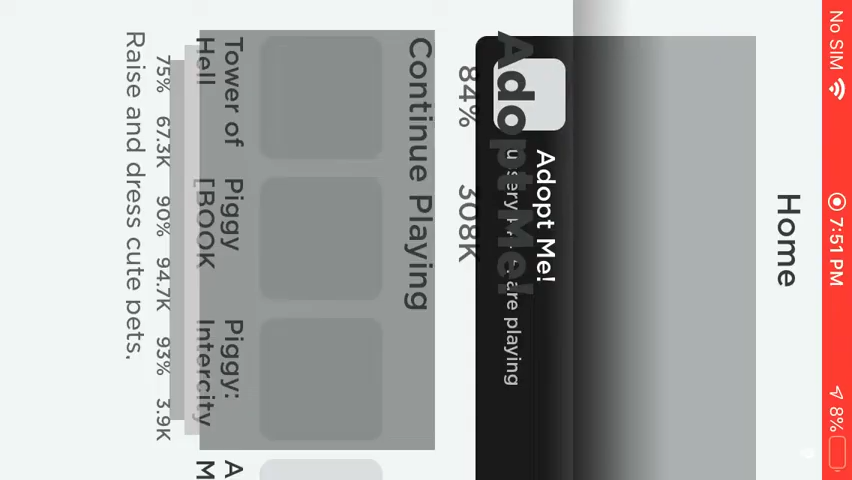 No SIM 7:51 PM 8%
Home
Adopt Me!
are playing
Adopt Me!
84% 308K
Continue Playing
Tower of Hell
Piggy [BOOK
Piggy: Intercity
A
M
75% 67.3K 90% 94.7K 93% 3.9K
Raise and dress cute pets.